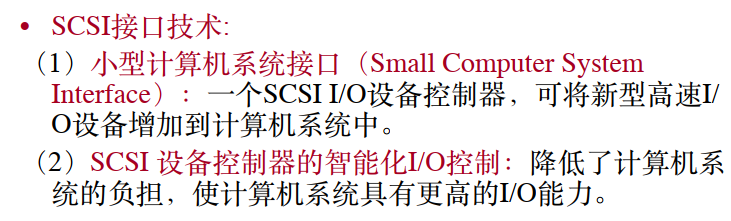 • SCSI接口技术:
（1）小型计算机系统接口（Small Computer System
Interface）：一个SCSI I/O设备控制器，可将新型高速I/
O设备增加到计算机系统中。
（2）SCSI 设备控制器的智能化I/O控制：降低了计算机系
统的负担，使计算机系统具有更高的I/O能力。